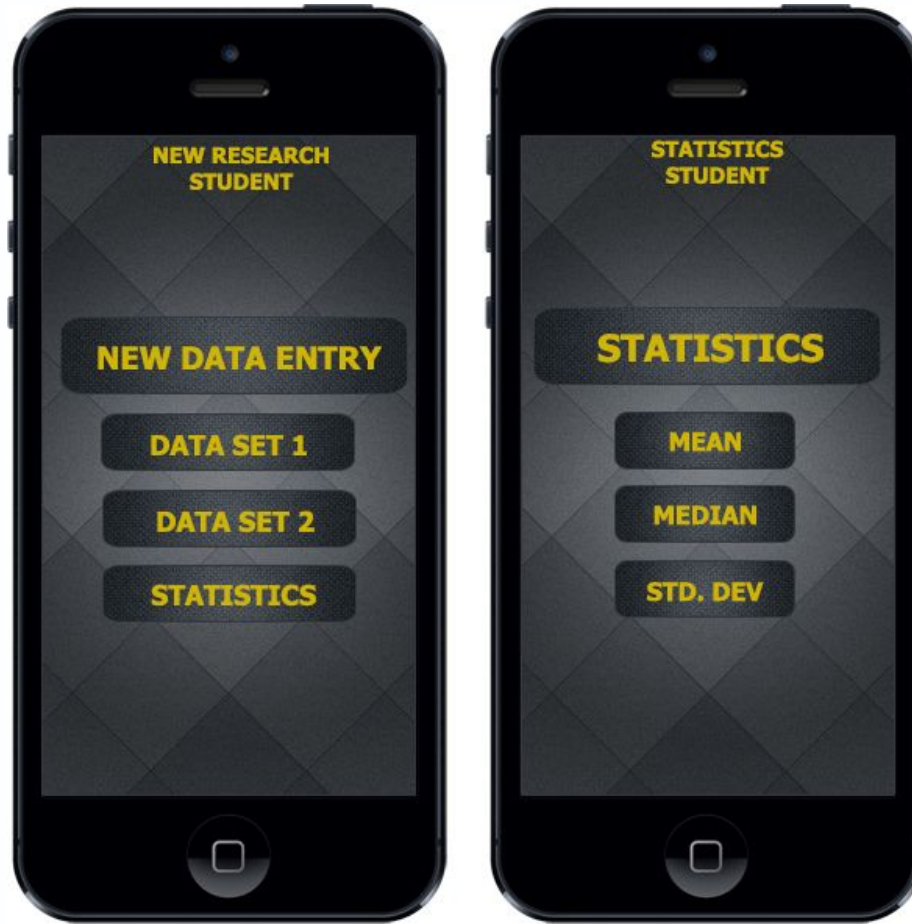 NEW RESEARCH
STUDENT
NEW DATA ENTRY
DATA SET 1
DATA SET 2
STATISTICS
STATISTICS
STUDENT
STATISTICS
MEAN
MEDIAN
STD. DEV